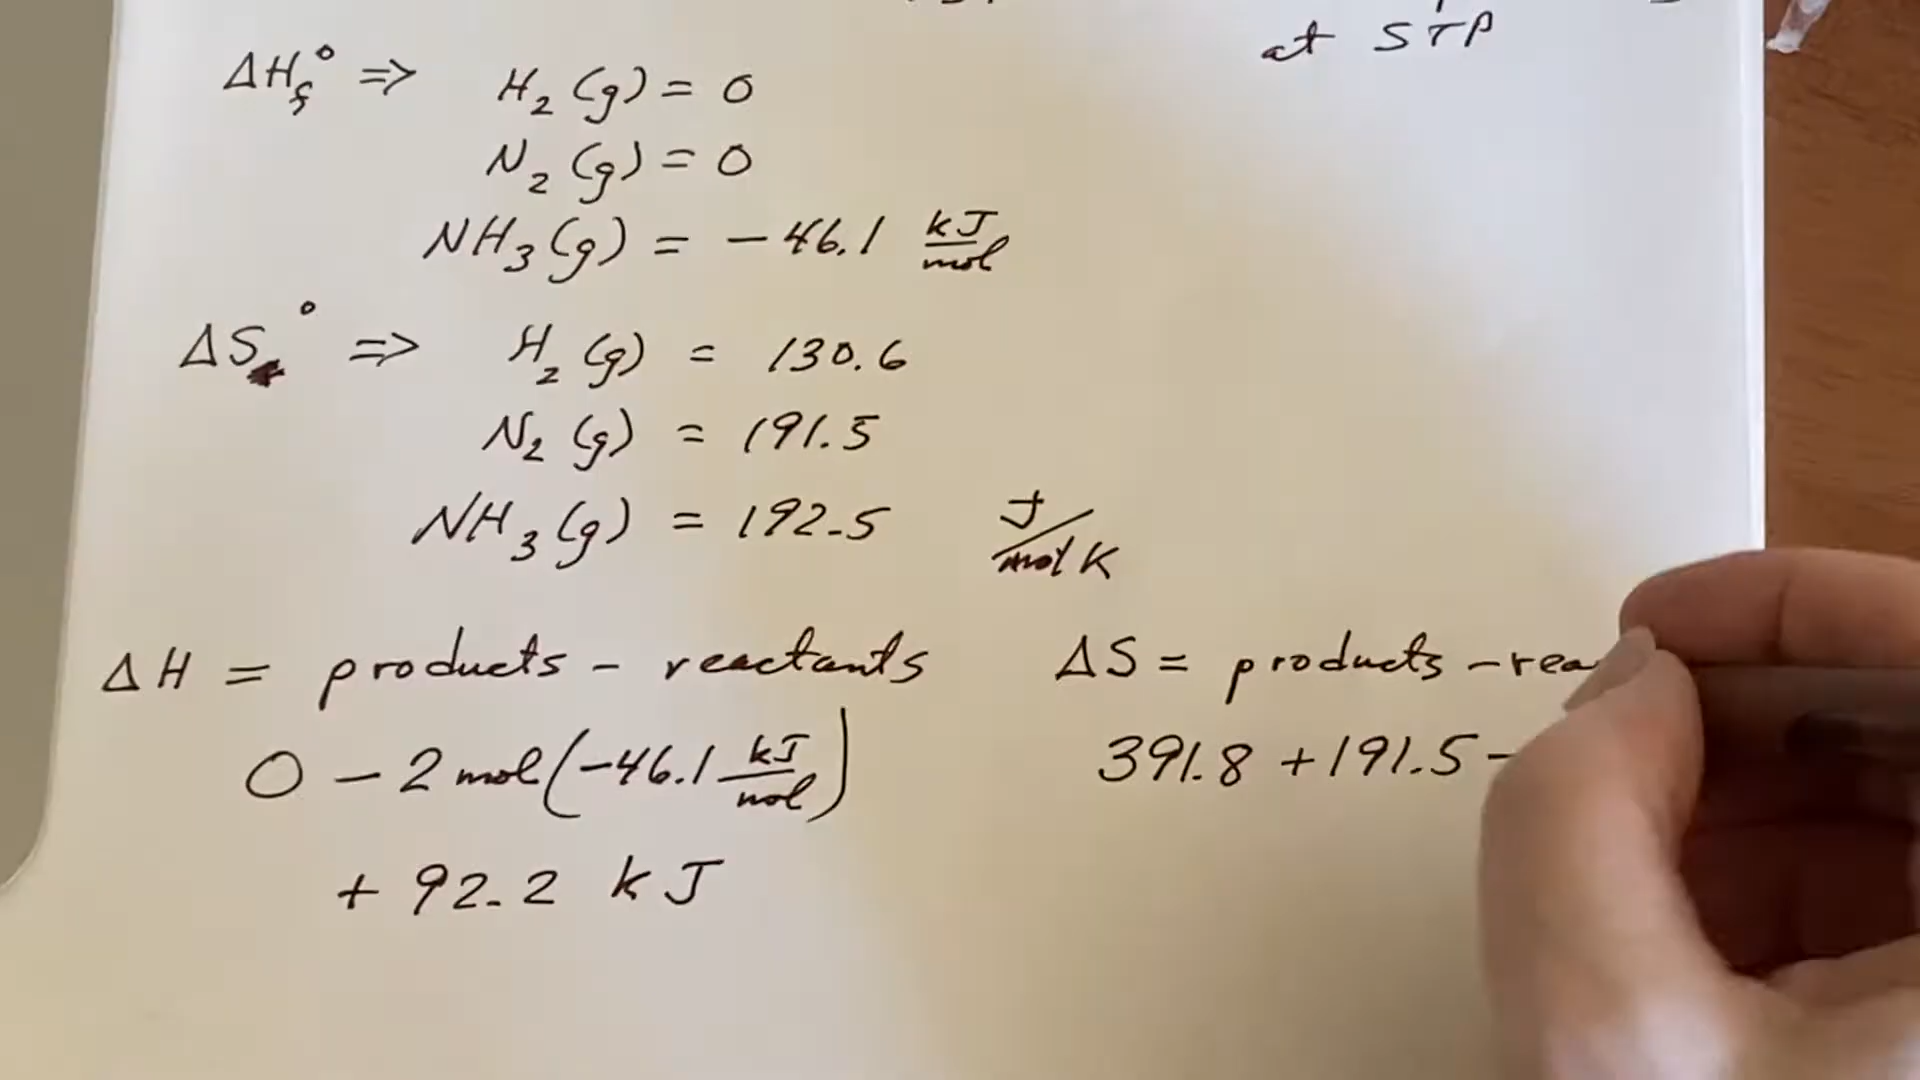 at STP
ΔHf° => H₂(g) = 0
N₂(g) = 0
NH₃(g) = -46.1 kJ/mol
ΔS° => H₂(g) = 130.6
N₂(g) = 191.5
NH₃(g) = 192.5 J/mol K
ΔH = products - reactants
0 - 2 mol(-46.1 kJ/mol)
+ 92.2 kJ
ΔS = products - rea
391.8 + 191.5 -